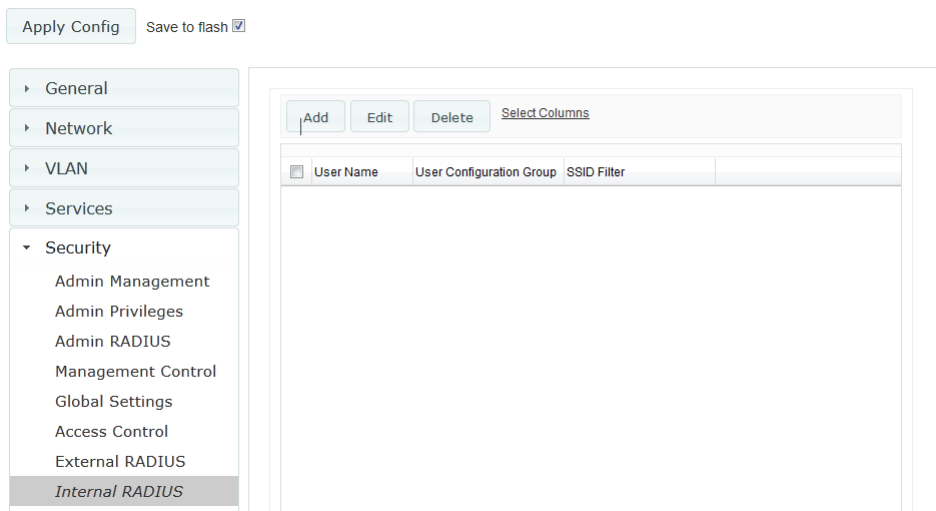 Apply Config Save to flash
General
Network
VLAN
Services
Security
Admin Management
Admin Privileges
Admin RADIUS
Management Control
Global Settings
Access Control
External RADIUS
Internal RADIUS
Add Edit Delete Select Columns
User Name User Configuration Group SSID Filter